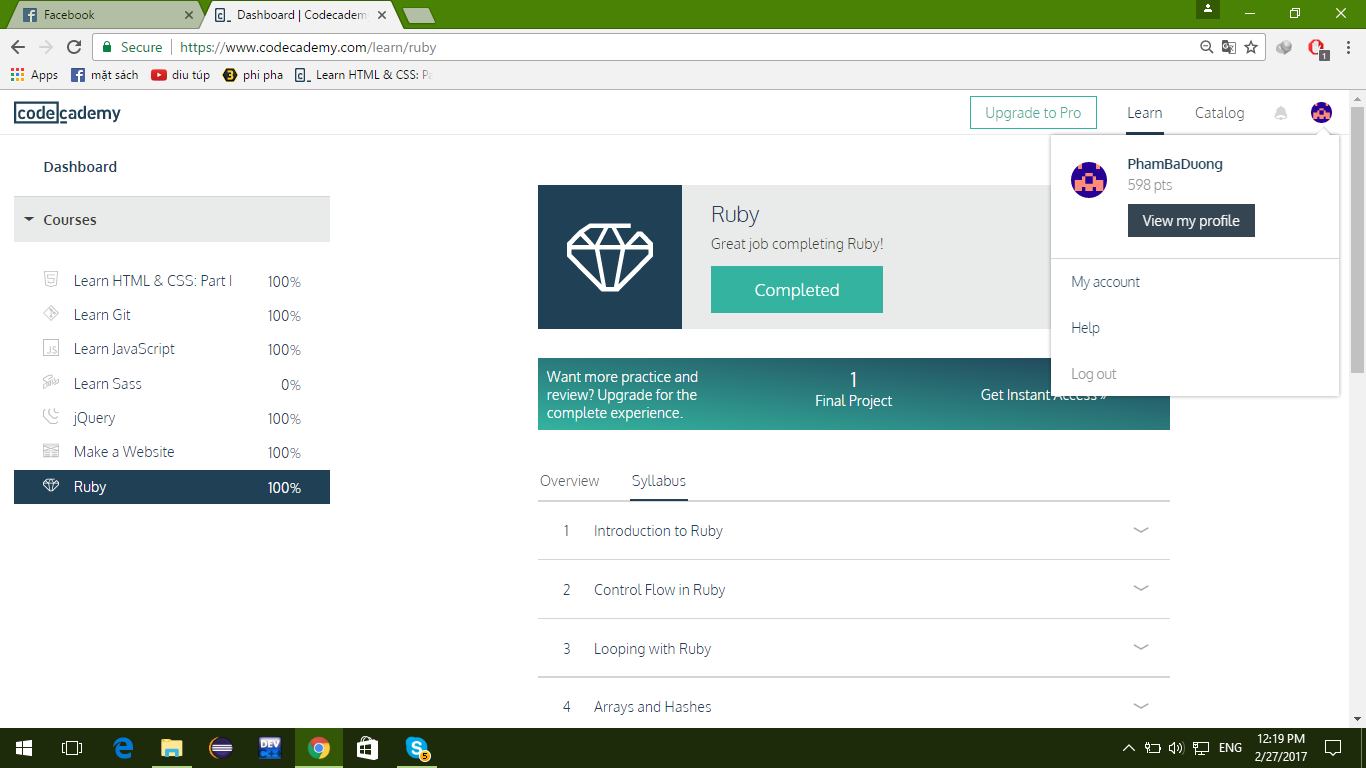 Facebook
Dashboard | Codecadem
Secure
https://www.codecademy.com/learn/ruby
1
Apps
mặt sách
diu túp
phi pha
Learn HTML & CSS: Pa
codecademy
Upgrade to Pro
Learn
Catalog
Dashboard
Courses
Learn HTML & CSS: Part I 100%
Learn Git 100%
Learn JavaScript 100%
Learn Sass 0%
jQuery 100%
Make a Website 100%
Ruby 100%
Ruby
Great job completing Ruby!
Completed
PhamBaDuong
598 pts
View my profile
My account
Help
Log out
Want more practice and
review? Upgrade for the
complete experience.
1
Final Project
Get Instant Access »
Overview
Syllabus
1 Introduction to Ruby
2 Control Flow in Ruby
3 Looping with Ruby
4 Arrays and Hashes
DEV
5
ENG
12:19 PM
2/27/2017